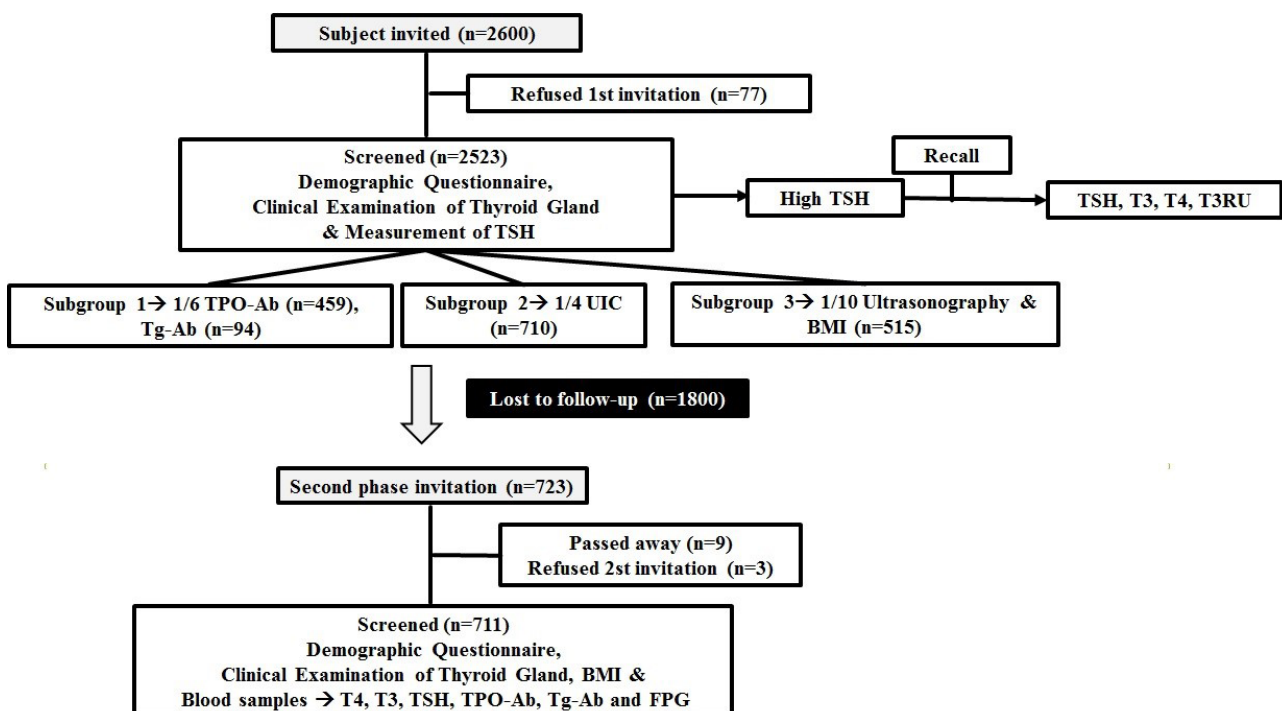 Subject invited (n=2600)
Refused 1st invitation (n=77)
Screened (n=2523)
Demographic Questionnaire,
Clinical Examination of Thyroid Gland
& Measurement of TSH
High TSH
Recall
TSH, T3, T4, T3RU
Subgroup 1→ 1/6 TPO-Ab (n=459),
Tg-Ab (n=94)
Subgroup 2→ 1/4 UIC
(n=710)
Subgroup 3→ 1/10 Ultrasonography &
BMI (n=515)
Lost to follow-up (n=1800)
Second phase invitation (n=723)
Passed away (n=9)
Refused 2st invitation (n=3)
Screened (n=711)
Demographic Questionnaire,
Clinical Examination of Thyroid Gland, BMI &
Blood samples → T4, T3, TSH, TPO-Ab, Tg-Ab and FPG